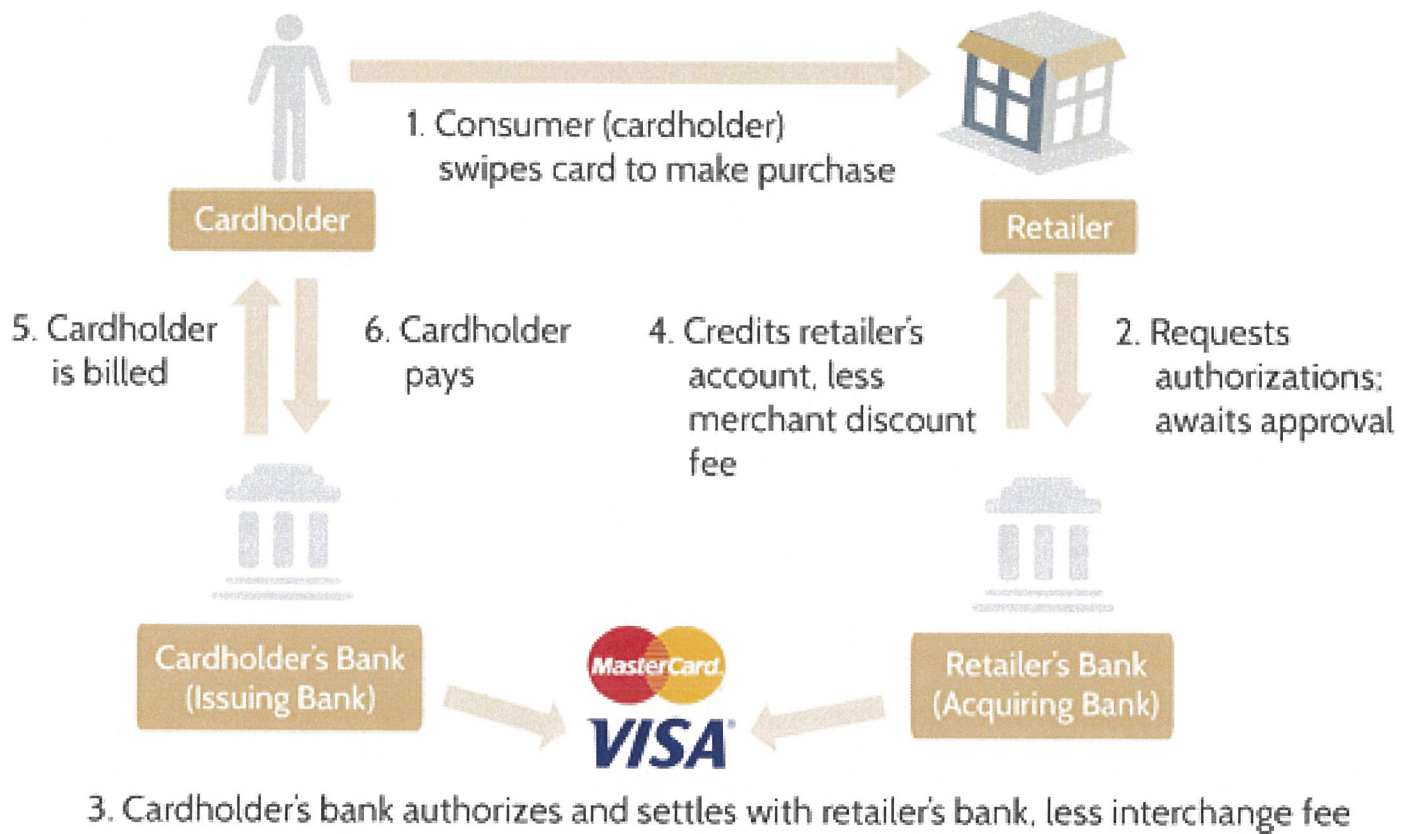 1. Consumer (cardholder)
swipes card to make purchase
Cardholder
Retailer
5. Cardholder
is billed
6. Cardholder
pays
4. Credits retailer's
account, less
merchant discount
fee
2. Requests
authorizations;
awaits approval
Cardholder's Bank
(Issuing Bank)
MasterCard
VISA
Retailer's Bank
(Acquiring Bank)
3. Cardholder's bank authorizes and settles with retailer's bank, less interchange fee